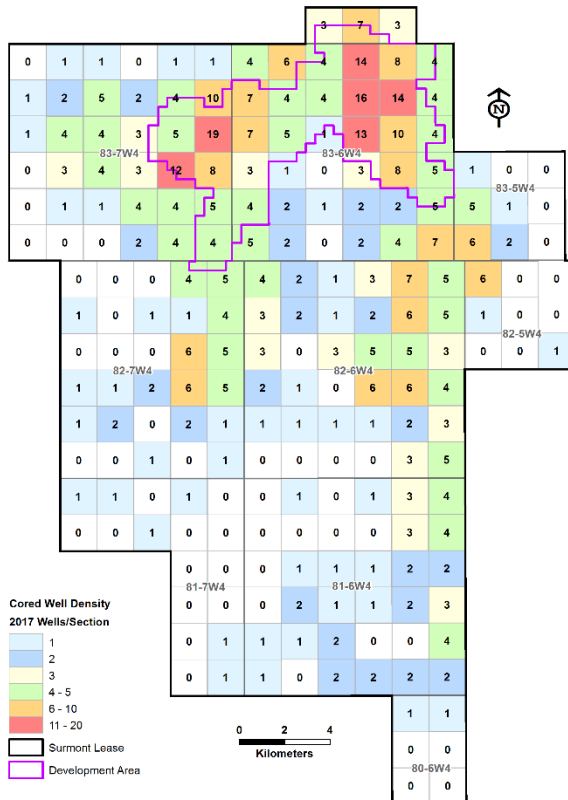 3 7 3
0 1 1 0 1 1 4 6 4 14 8 4
1 2 5 2 4 10 7 4 4 16 14 4
N
1 4 4 3 5 19 7 5 1 13 10 4
83-7W4 83-6W4
0 3 4 3 12 8 3 1 0 3 8 5 1 0 0
83-5W4
0 1 1 4 4 5 4 2 1 2 2 5 5 1 0
0 0 0 2 4 4 5 2 0 2 4 7 6 2 0
0 0 0 4 5 4 2 1 3 7 5 6 0 0
1 0 1 1 4 3 2 1 2 6 5 1 0 0
82-5W4
0 0 0 6 5 3 0 3 5 5 3 0 0 1
82-7W4 82-6W4
1 1 2 6 5 2 1 0 6 6 4
1 2 0 2 1 1 1 1 1 2 3
0 0 1 0 1 0 0 0 0 3 5
1 1 0 1 0 0 1 0 1 3 4
0 0 1 0 0 0 0 0 0 3 4
0 0 0 1 1 1 2 2
81-7W4 81-6W4
0 0 0 2 1 1 2 3
0 1 1 1 2 0 0 4
0 1 1 0 2 2 2 2
1 1
0 0
80-6W4
0 0
Cored Well Density
2017 Wells/Section
1
2
3
4 - 5
6 - 10
11 - 20
Surmont Lease
Development Area
0 2 4
Kilometers